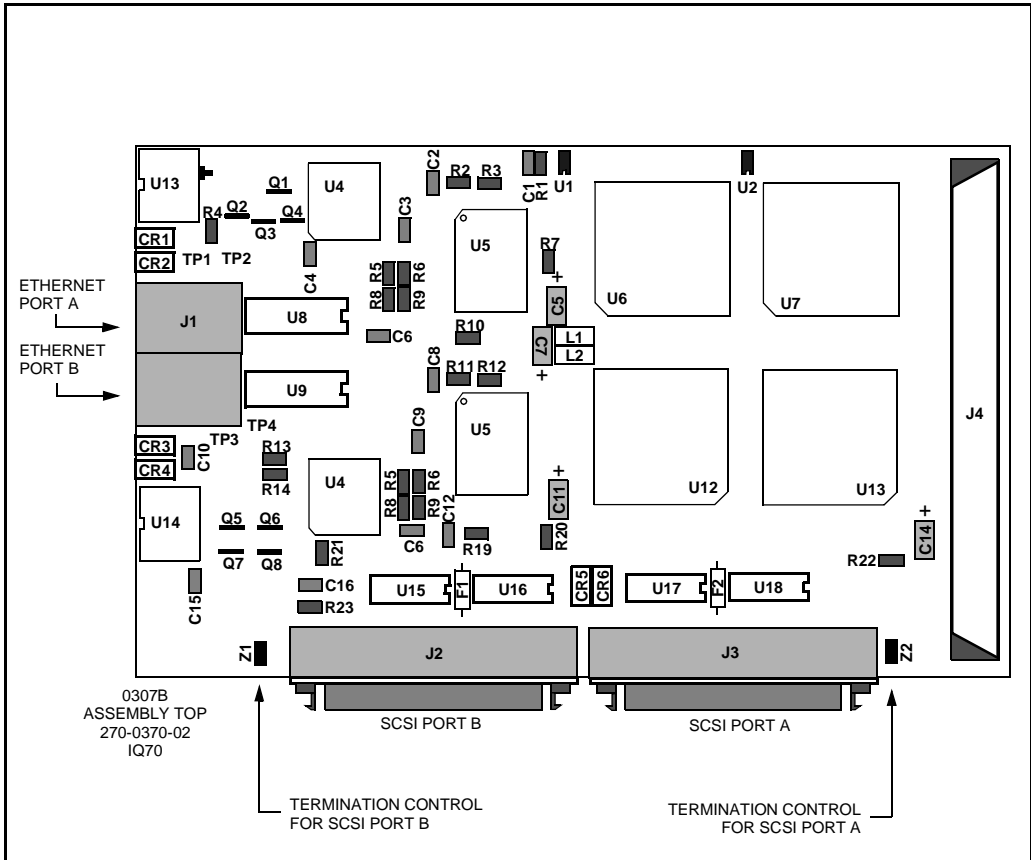 C2
R2
R3
C1
R1
U1
U2
U13
Q1
U4
R4
Q2
Q3
Q4
C3
U5
R7
CR1
CR2
TP1
TP2
C4
R5
R6
R8
R9
+
C5
U6
U7
ETHERNET
PORT A
J1
U8
C6
R10
C7
+
L1
L2
ETHERNET
PORT B
U9
C8
R11
R12
J4
TP3
TP4
C9
U5
CR3
CR4
C10
R13
R14
U4
R5
R6
R8
R9
C12
+
C11
U12
U13
U14
Q5
Q6
Q7
Q8
R21
C6
R19
R20
+
C14
R22
C15
C16
R23
U15
F1
U16
CR5
CR6
U17
F2
U18
Z1
J2
J3
Z2
0307B
ASSEMBLY TOP
270-0370-02
IQ70
SCSI PORT B
SCSI PORT A
TERMINATION CONTROL
FOR SCSI PORT B
TERMINATION CONTROL
FOR SCSI PORT A